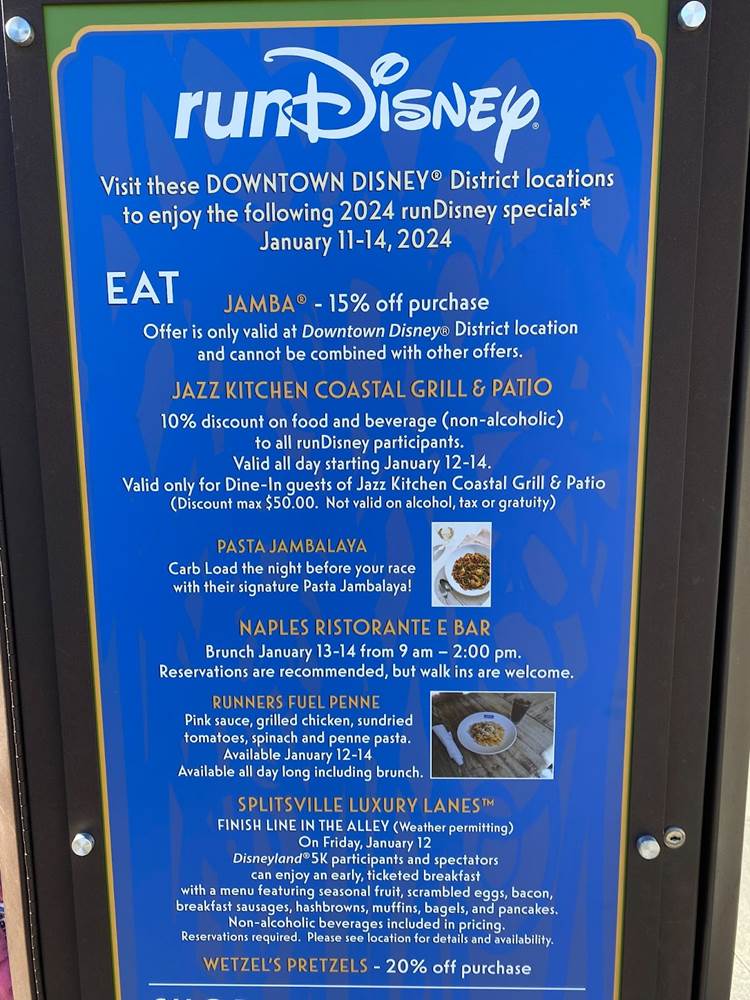 runDisney®
Visit these DOWNTOWN DISNEY® District locations
to enjoy the following 2024 runDisney specials*
January 11-14, 2024
EAT
JAMBA® - 15% off purchase
Offer is only valid at Downtown Disney® District location
and cannot be combined with other offers.
JAZZ KITCHEN COASTAL GRILL & PATIO
10% discount on food and beverage (non-alcoholic)
to all runDisney participants.
Valid all day starting January 12-14.
Valid only for Dine-In guests of Jazz Kitchen Coastal Grill & Patio
(Discount max $50.00. Not valid on alcohol, tax or gratuity)
PASTA JAMBALAYA
Carb Load the night before your race
with their signature Pasta Jambalaya!
NAPLES RISTORANTE E BAR
Brunch January 13-14 from 9 am – 2:00 pm.
Reservations are recommended, but walk ins are welcome.
RUNNERS FUEL PENNE
Pink sauce, grilled chicken, sundried
tomatoes, spinach and penne pasta.
Available January 12-14
Available all day long including brunch.
SPLITSVILLE LUXURY LANES™
FINISH LINE IN THE ALLEY (Weather permitting)
On Friday, January 12
Disneyland® 5K participants and spectators
can enjoy an early, ticketed breakfast
with a menu featuring seasonal fruit, scrambled eggs, bacon,
breakfast sausages, hashbrowns, muffins, bagels, and pancakes.
Non-alcoholic beverages included in pricing.
Reservations required. Please see location for details and availability.
WETZEL'S PRETZELS - 20% off purchase